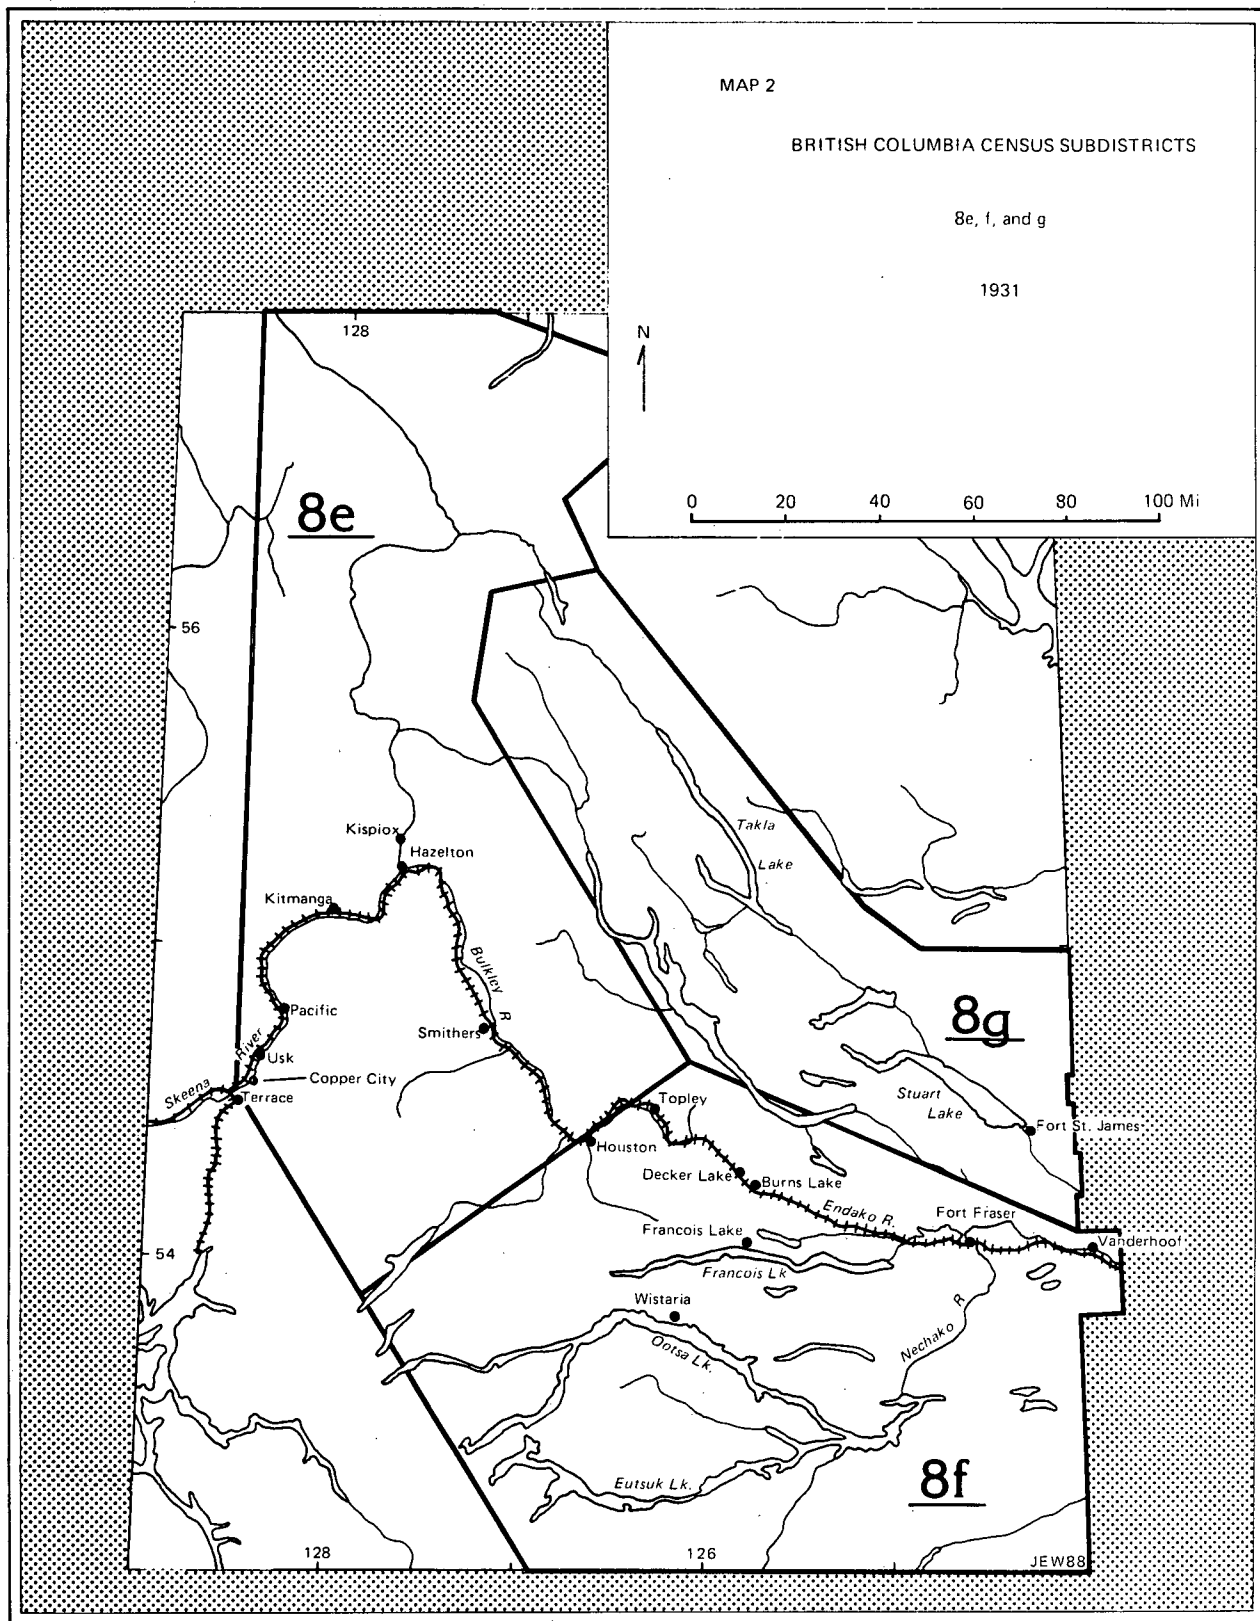 MAP 2
BRITISH COLUMBIA CENSUS SUBDISTRICTS
8e, f, and g
1931
N
0 20 40 60 80 100 Mi
128
8e
56
Takla
Lake
Kispiox
Hazelton
Kitmanga
Bulkley R
Pacific
8g
Smithers
River
Usk
Copper City
Skeena
Terrace
Stuart
Lake
Topley
Fort St. James
Houston
Decker Lake
Burns Lake
Endako R.
Fort Fraser
Francois Lake
Vanderhoof
54
Francois Lk
Wistaria
Ootsa Lk.
Nechako R
Eutsuk Lk.
8f
128
126
JEW88